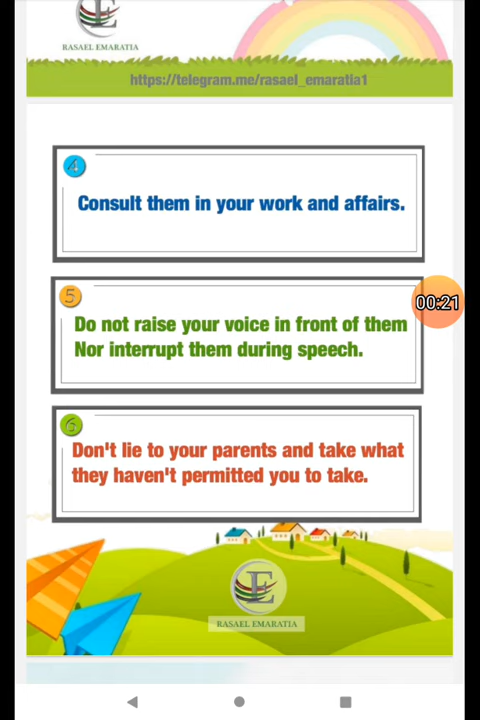 RASAEL EMARATIA
https://telegram.me/rasael_emaratia1
4
Consult them in your work and affairs.
5
00:21
Do not raise your voice in front of them
Nor interrupt them during speech.
6
Don't lie to your parents and take what
they haven't permitted you to take.
E
RASAEL EMARATIA